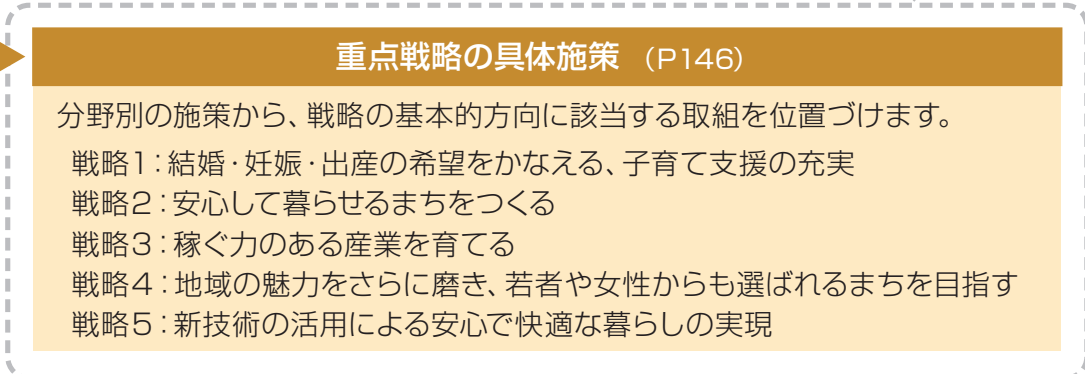 重点戦略の具体施策 (P146)
分野別の施策から、戦略の基本的方向に該当する取組を位置づけます。
戦略1:結婚・妊娠・出産の希望をかなえる、子育て支援の充実
戦略2:安心して暮らせるまちをつくる
戦略3:稼ぐ力のある産業を育てる
戦略4:地域の魅力をさらに磨き、若者や女性からも選ばれるまちを目指す
戦略5:新技術の活用による安心で快適な暮らしの実現